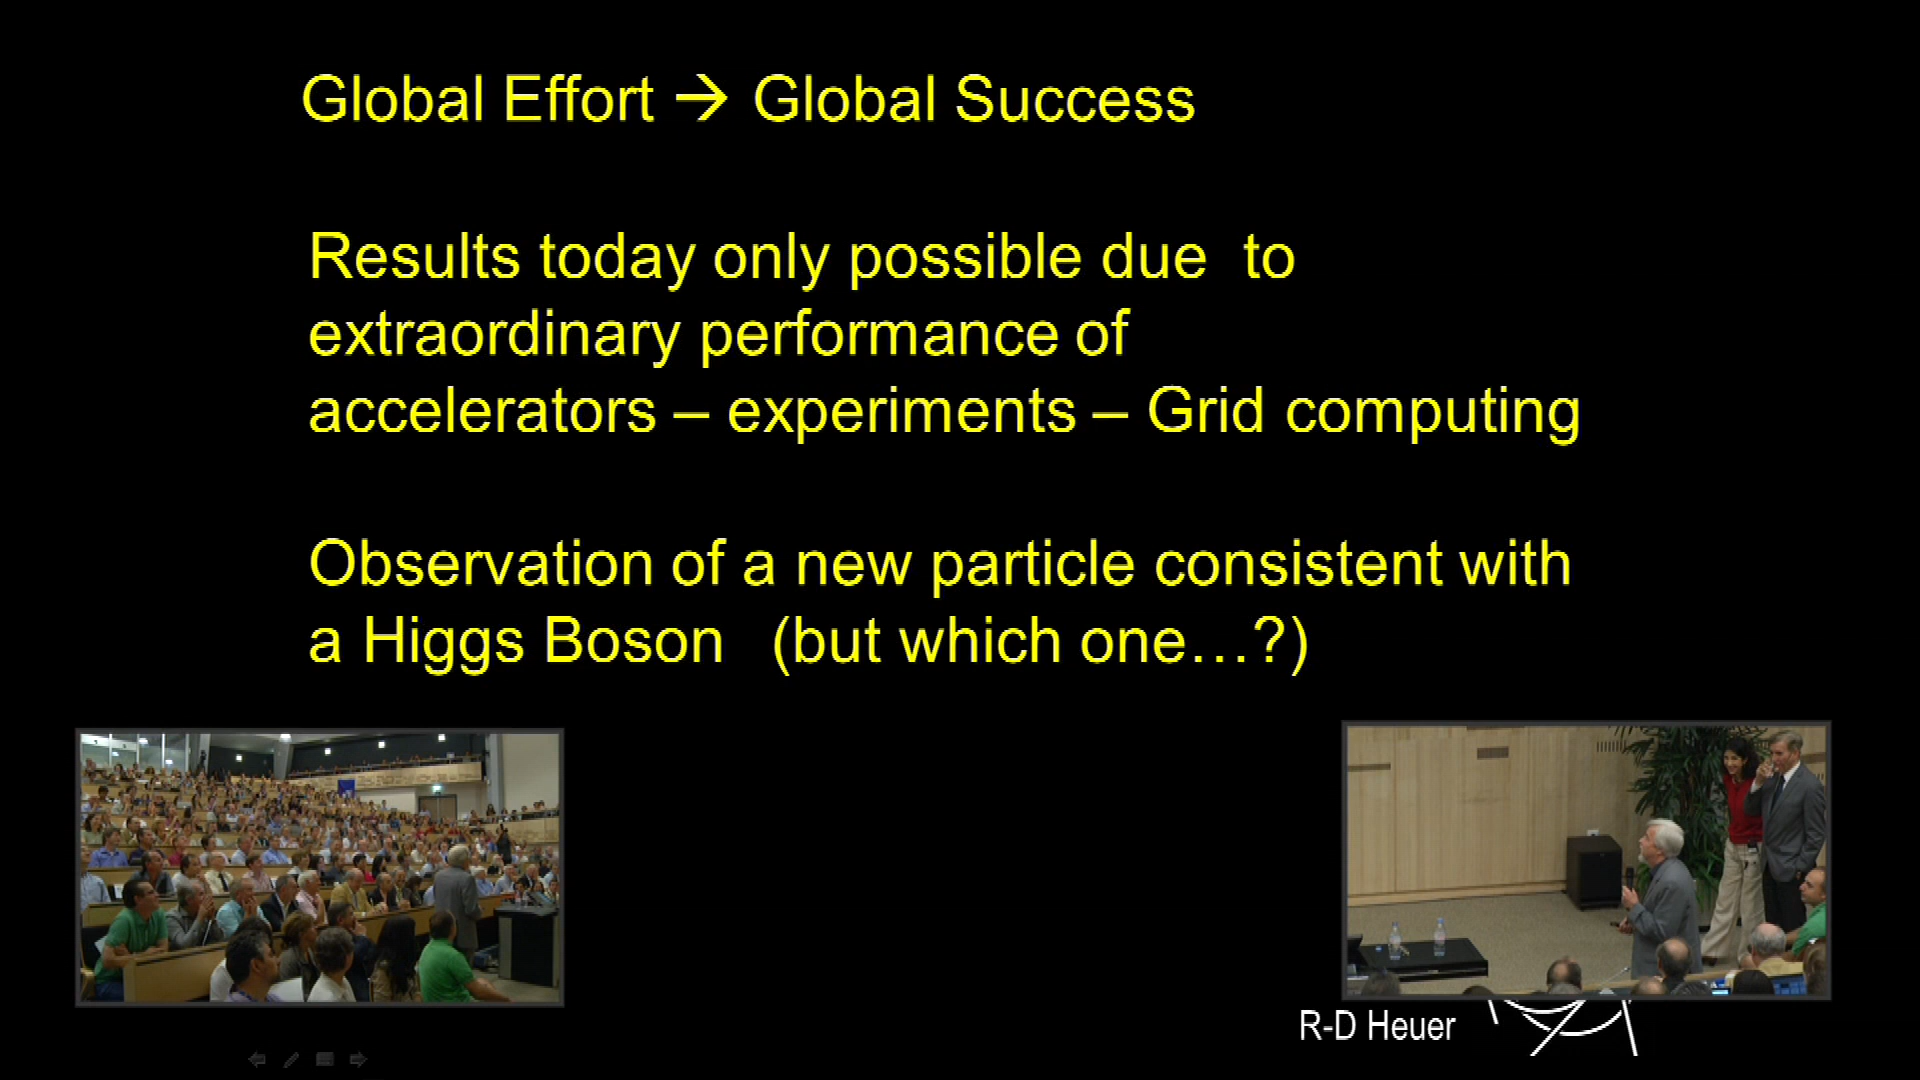 Global Effort → Global Success
Results today only possible due  to
extraordinary performance of
accelerators – experiments – Grid computing
Observation of a new particle consistent with
a Higgs Boson   (but which one…?)
R-D Heuer